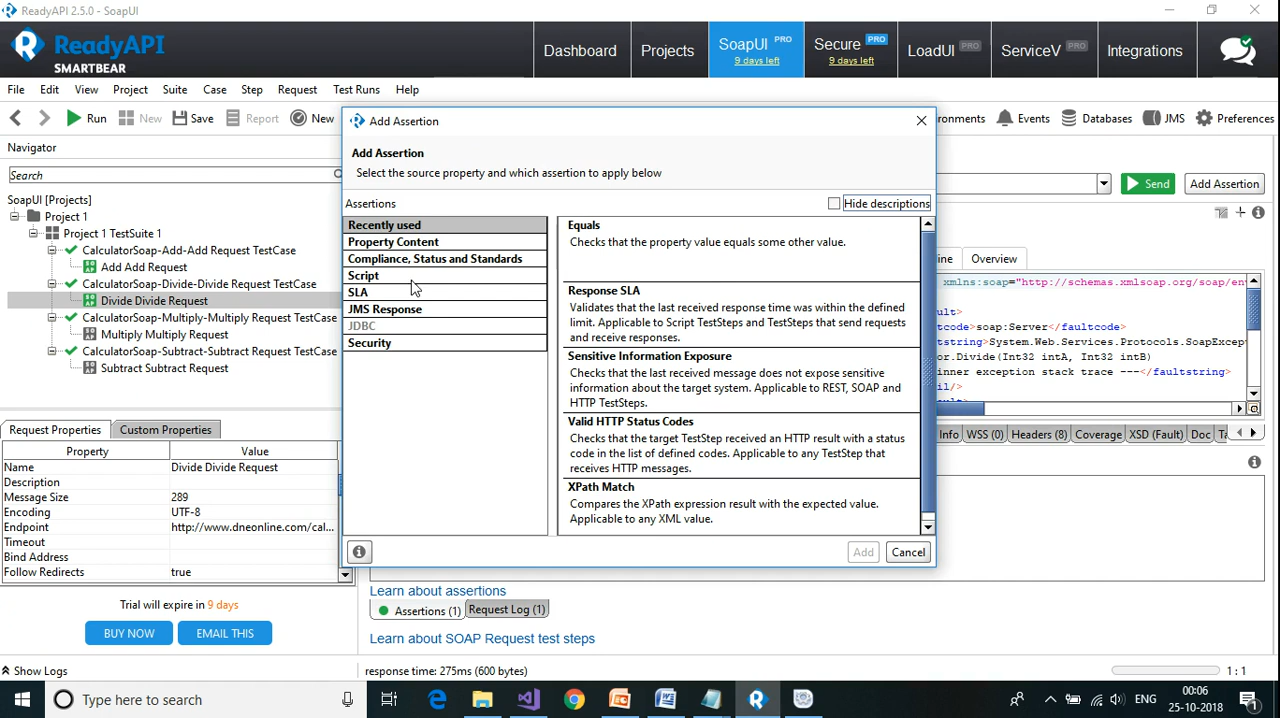 ReadyAPI 2.5.0 - SoapUI
ReadyAPI
SMARTBEAR
Dashboard
Projects
SoapUI PRO
9 days left
Secure PRO
9 days left
LoadUI PRO
ServiceV PRO
Integrations
File Edit View Project Suite Case Step Request Test Runs Help
Run New Save Report New
ronments Events Databases JMS Preferences
Navigator
Search
SoapUI [Projects]
Project 1
Project 1 TestSuite 1
CalculatorSoap-Add-Add Request TestCase
Add Add Request
CalculatorSoap-Divide-Divide Request TestCase
Divide Divide Request
CalculatorSoap-Multiply-Multiply Request TestCase
Multiply Multiply Request
CalculatorSoap-Subtract-Subtract Request TestCase
Subtract Subtract Request
Request Properties Custom Properties
Property Value
Name Divide Divide Request
Description
Message Size 289
Encoding UTF-8
Endpoint http://www.dneonline.com/cal...
Timeout
Bind Address
Follow Redirects true
Trial will expire in 9 days
BUY NOW EMAIL THIS
Show Logs
Add Assertion
Add Assertion
Select the source property and which assertion to apply below
Assertions
Hide descriptions
Recently used
Property Content
Compliance, Status and Standards
Script
SLA
JMS Response
JDBC
Security
Equals
Checks that the property value equals some other value.
Response SLA
Validates that the last received response time was within the defined
limit. Applicable to Script TestSteps and TestSteps that send requests
and receive responses.
Sensitive Information Exposure
Checks that the last received message does not expose sensitive
information about the target system. Applicable to REST, SOAP and
HTTP TestSteps.
Valid HTTP Status Codes
Checks that the target TestStep received an HTTP result with a status
code in the list of defined codes. Applicable to any TestStep that
receives HTTP messages.
XPath Match
Compares the XPath expression result with the expected value.
Applicable to any XML value.
Add Cancel
Send Add Assertion
ine Overview
xmlns:soap="http://schemas.xmlsoap.org/soap/en
ult>
tcode>soap:Server</faultcode>
tstring>System.Web.Services.Protocols.SoapExcep
or.Divide(Int32 intA, Int32 intB)
nner exception stack trace ---</faultstring>
il/>
Info WSS (0) Headers (8) Coverage XSD (Fault) Doc
Learn about assertions
Assertions (1) Request Log (1)
Learn about SOAP Request test steps
response time: 275ms (600 bytes)
1 : 1
Type here to search
ENG
00:06
25-10-2018
1